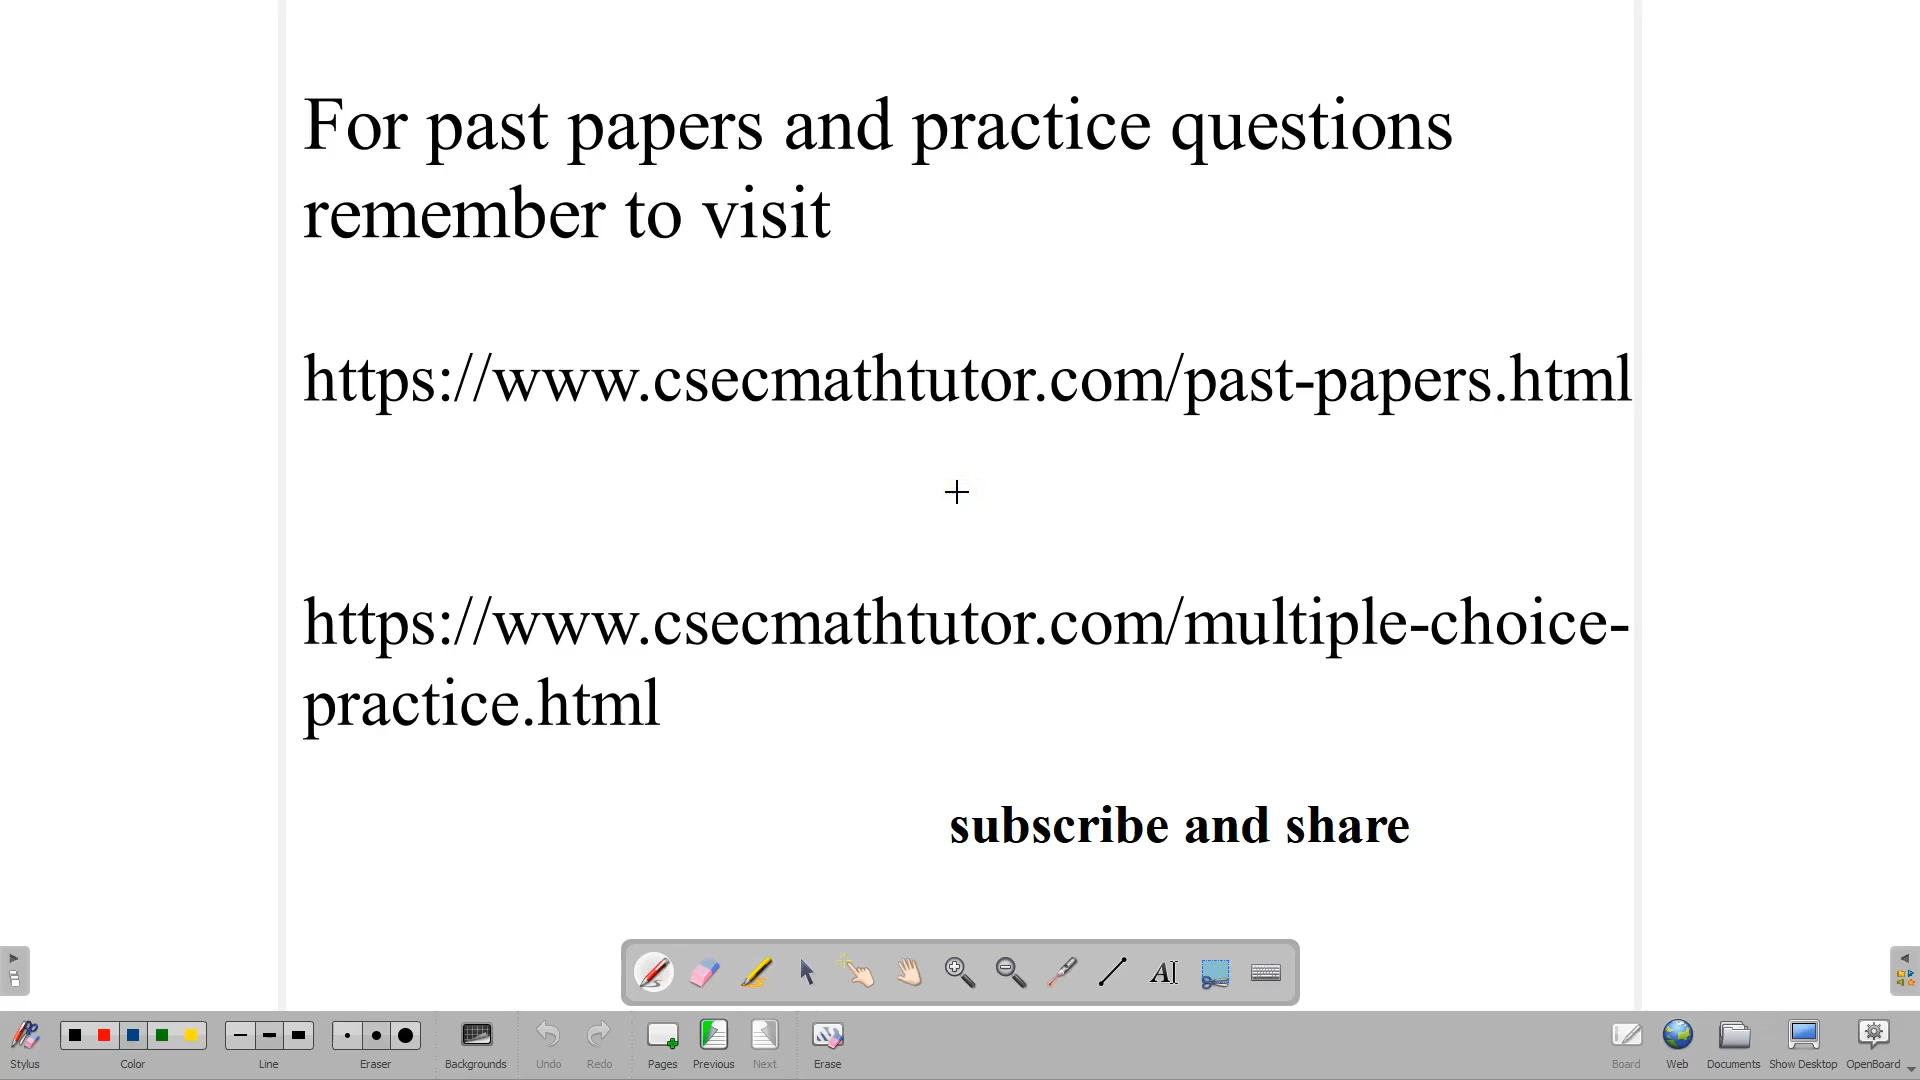 For past papers and practice questions
remember to visit
https://www.csecmathtutor.com/past-papers.html
https://www.csecmathtutor.com/multiple-choice-
practice.html
subscribe and share
AI
Stylus
Color
Line
Eraser
Backgrounds
Undo
Redo
Pages
Previous
Next
Erase
Board
Web
Documents
Show Desktop
OpenBoard